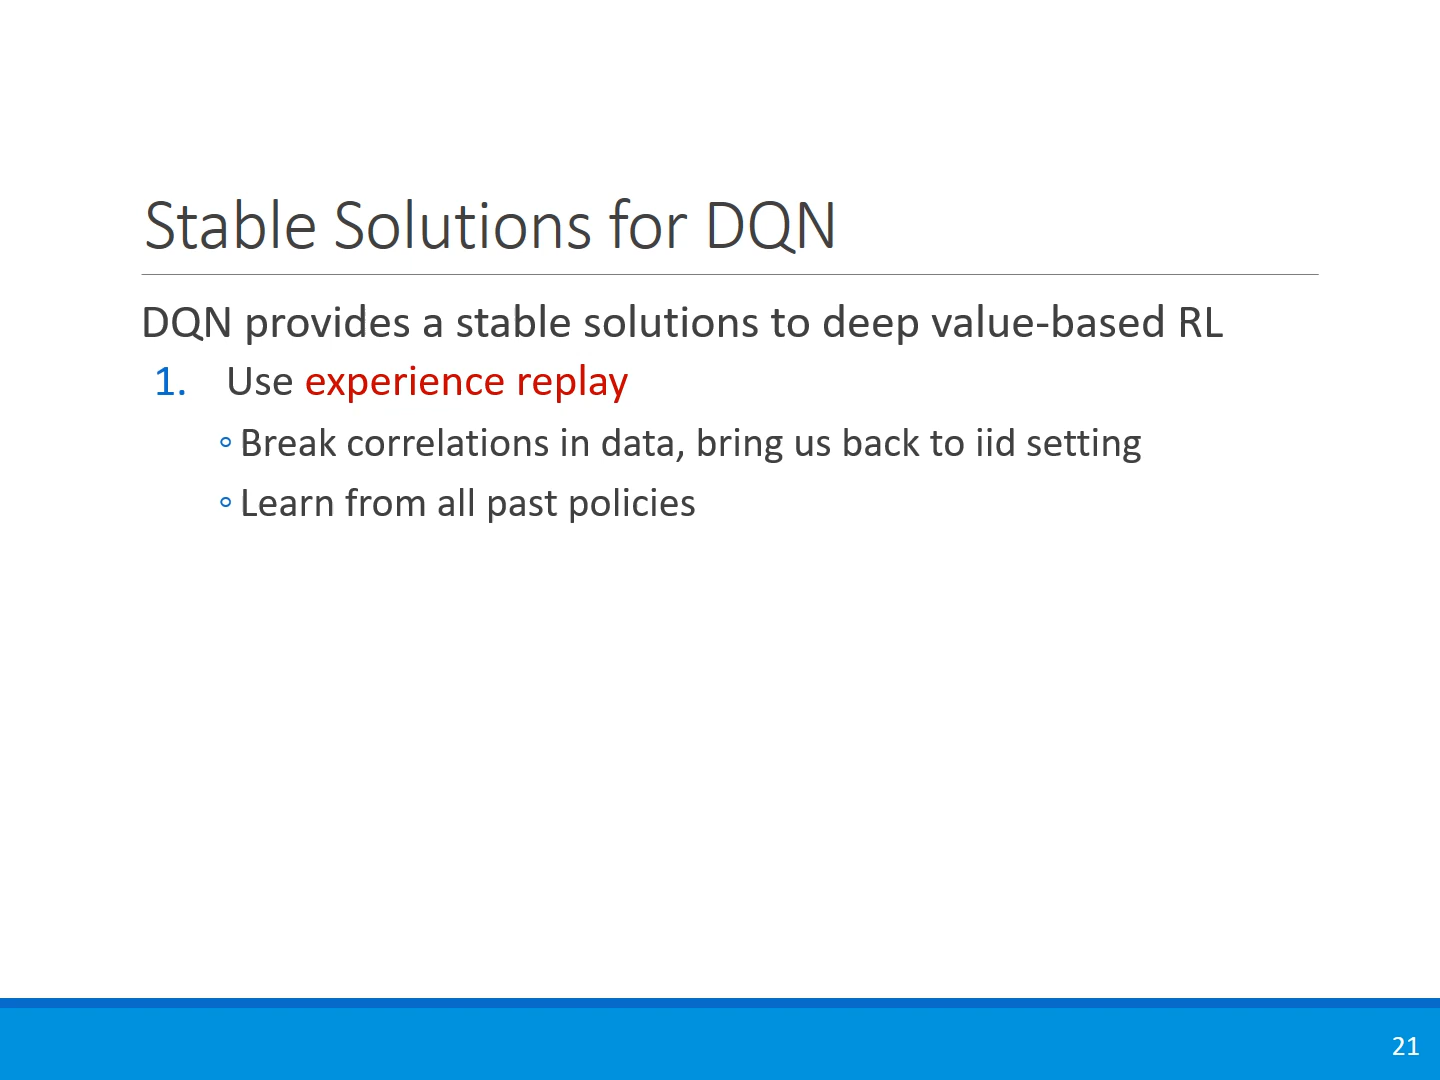 Stable Solutions for DQN
DQN provides a stable solutions to deep value-based RL
1. Use experience replay
◦ Break correlations in data, bring us back to iid setting
◦ Learn from all past policies
21